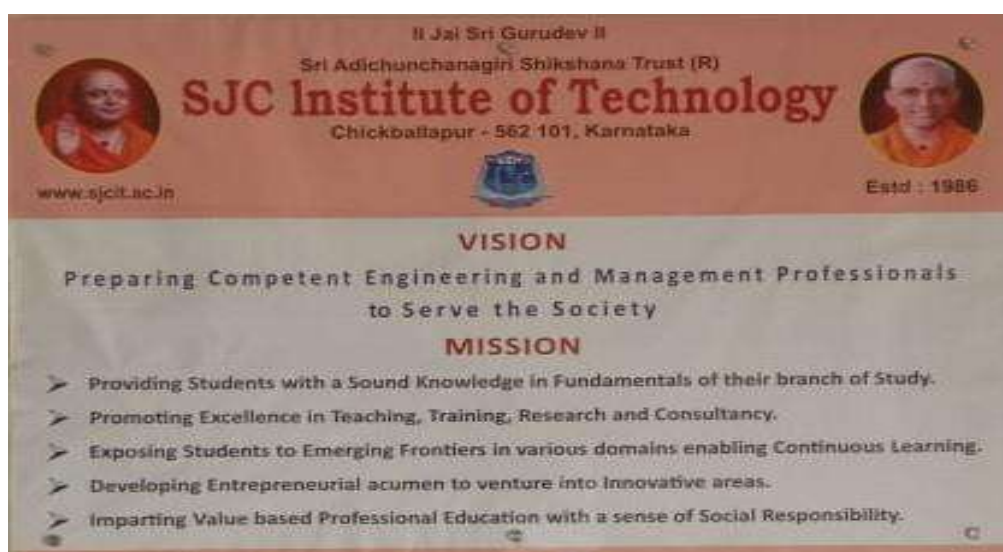 II Jai Sri Gurudev II
Sri Adichunchanagiri Shikshana Trust (R)
SJC Institute of Technology
Chickballapur - 562 101, Karnataka
www.sjcit.ac.in
Estd : 1986
VISION
Preparing Competent Engineering and Management Professionals
to Serve the Society
MISSION
➢ Providing Students with a Sound Knowledge in Fundamentals of their branch of Study.
➢ Promoting Excellence in Teaching, Training, Research and Consultancy.
➢ Exposing Students to Emerging Frontiers in various domains enabling Continuous Learning.
➢ Developing Entrepreneurial acumen to venture into Innovative areas.
➢ Imparting Value based Professional Education with a sense of Social Responsibility.